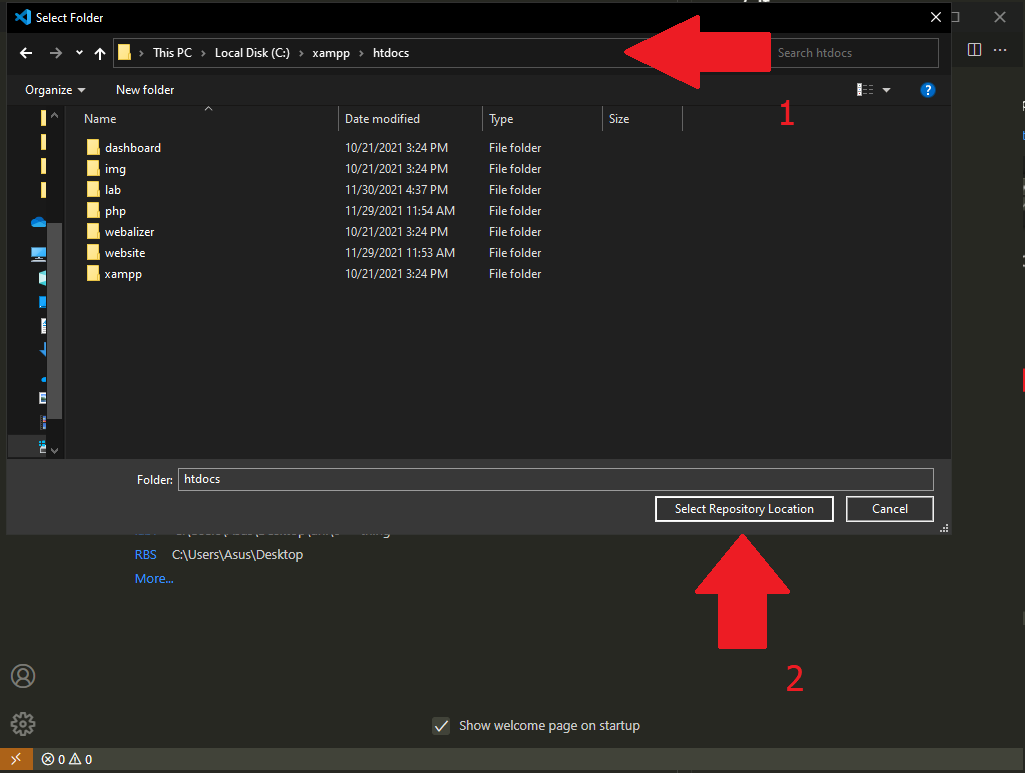 Select Folder
This PC > Local Disk (C:) > xampp > htdocs
Search htdocs
Organize
New folder
?
1
Name Date modified Type Size
dashboard 10/21/2021 3:24 PM File folder
img 10/21/2021 3:24 PM File folder
lab 11/30/2021 4:37 PM File folder
php 11/29/2021 11:54 AM File folder
webalizer 10/21/2021 3:24 PM File folder
website 11/29/2021 11:53 AM File folder
xampp 10/21/2021 3:24 PM File folder
Folder: htdocs
Select Repository Location
Cancel
RBS C:\Users\Asus\Desktop
More...
2
Show welcome page on startup
0 0